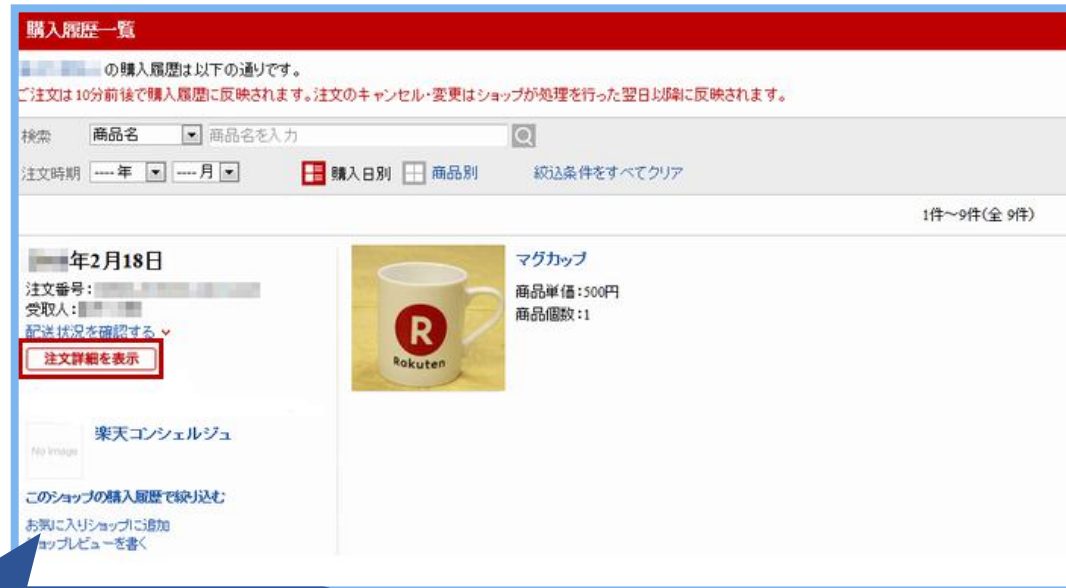 購入履歴一覧
の購入履歴は以下の通りです。
ご注文は10分前後で購入履歴に反映されます。注文のキャンセル・変更はショップが処理を行った翌日以降に反映されます。
検索 商品名 商品名を入力
注文時期 ----年 ----月 購入日別 商品別 絞込条件をすべてクリア
1件～9件(全 9件)
年2月18日
注文番号:
受取人:
配送状況を確認する
注文詳細を表示
マグカップ
商品単価:500円
商品個数:1
R
Rakuten
No Image
楽天コンシェルジュ
このショップの購入履歴で絞り込む
お気に入りショップに追加
ショップレビューを書く